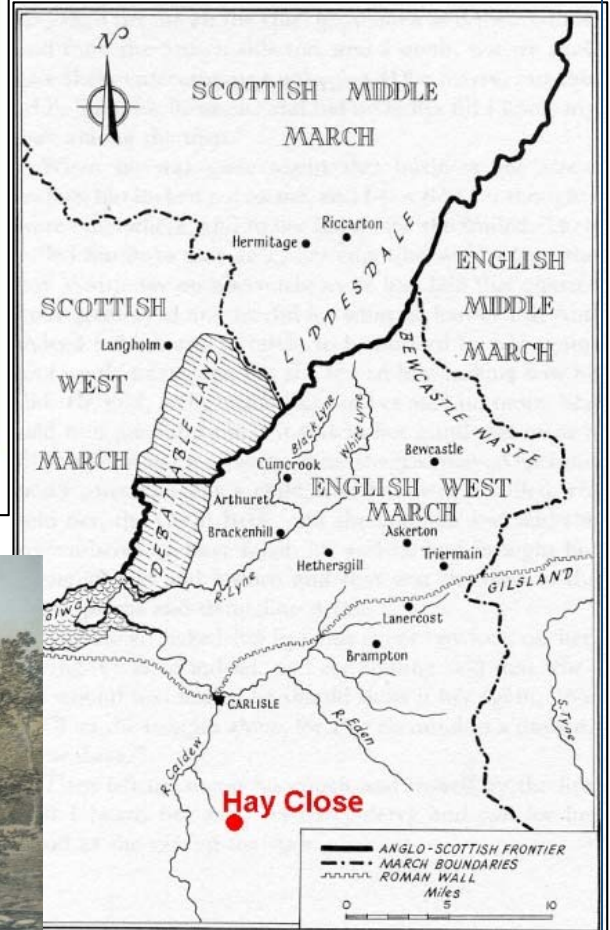 N
SCOTTISH MIDDLE
MARCH
Riccarton
Hermitage
LIDDESDALE
ENGLISH
MIDDLE
MARCH
SCOTTISH
Langholm
WEST
MARCH
DEBATABLE LAND
BEWCASTLE WASTE
Black Lyne
White Lyne
Bewcastle
Cumcrook
ENGLISH WEST
MARCH
Arthuret
Askerton
Brackenhill
Hethersgill
Triermain
R. Lyne
GILSLAND
Lanercost
Brampton
CARLISLE
R. Eden
S. Tyne
Caldew
Hay Close
ANGLO-SCOTTISH FRONTIER
MARCH BOUNDARIES
ROMAN WALL
Miles
0 10